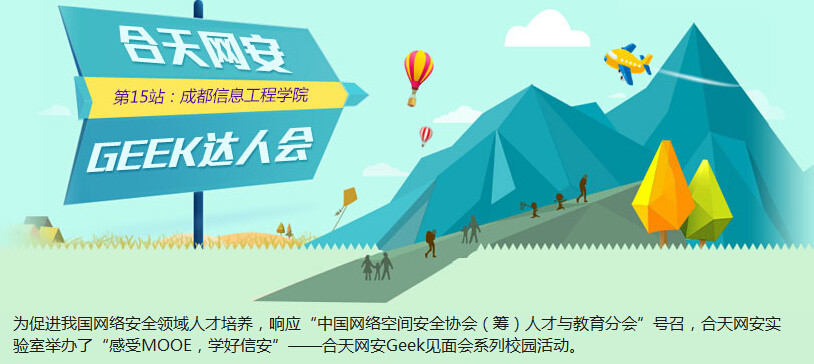 合天网安
第15站：成都信息工程学院
GEEK达人会
为促进我国网络安全领域人才培养，响应“中国网络空间安全协会（筹）人才与教育分会”号召，合天网安实
验室举办了“感受MOOE，学好信安”——合天网安Geek见面会系列校园活动。